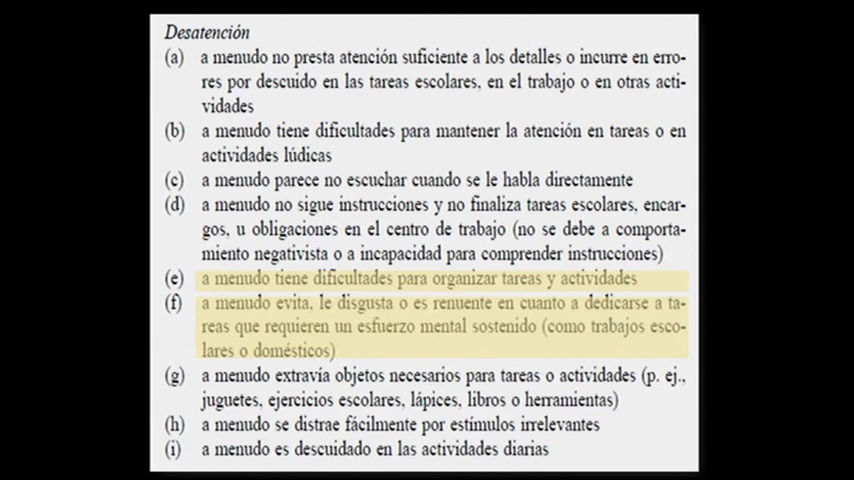 Desatención
(a) a menudo no presta atención suficiente a los detalles o incurre en erro-
res por descuido en las tareas escolares, en el trabajo o en otras acti-
vidades
(b) a menudo tiene dificultades para mantener la atención en tareas o en
actividades lúdicas
(c) a menudo parece no escuchar cuando se le habla directamente
(d) a menudo no sigue instrucciones y no finaliza tareas escolares, encar-
gos, u obligaciones en el centro de trabajo (no se debe a comporta-
miento negativista o a incapacidad para comprender instrucciones)
(e) a menudo tiene dificultades para organizar tareas y actividades
(f) a menudo evita, le disgusta o es renuente en cuanto a dedicarse a ta-
reas que requieren un esfuerzo mental sostenido (como trabajos esco-
lares o domésticos)
(g) a menudo extravía objetos necesarios para tareas o actividades (p. ej.,
juguetes, ejercicios escolares, lápices, libros o herramientas)
(h) a menudo se distrae fácilmente por estímulos irrelevantes
(i) a menudo es descuidado en las actividades diarias